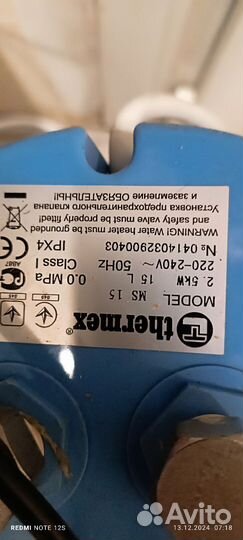 thermex
MODEL MS 15
2.5kW 15 L 0.0 MPa
220-240V~ 50Hz Class I
№ 0414032900403 IPX4
WARNING! Water heater must be grounded
and safety valve must be properly fitted!
Установка предохранительного клапана
и заземление ОБЯЗАТЕЛЬНЫ!
REDMI NOTE 12S
13.12.2024 07:18
Avito